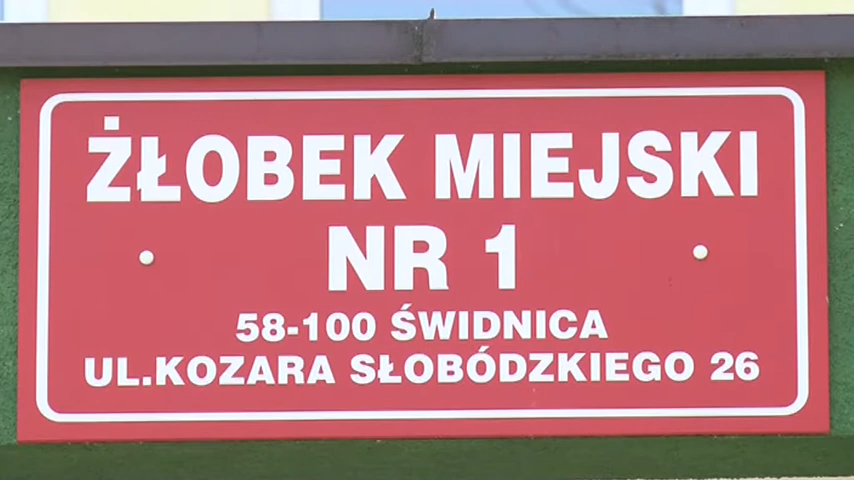 ŻŁOBEK MIEJSKI
NR 1
58-100 ŚWIDNICA
UL.KOZARA SŁOBÓDZKIEGO 26